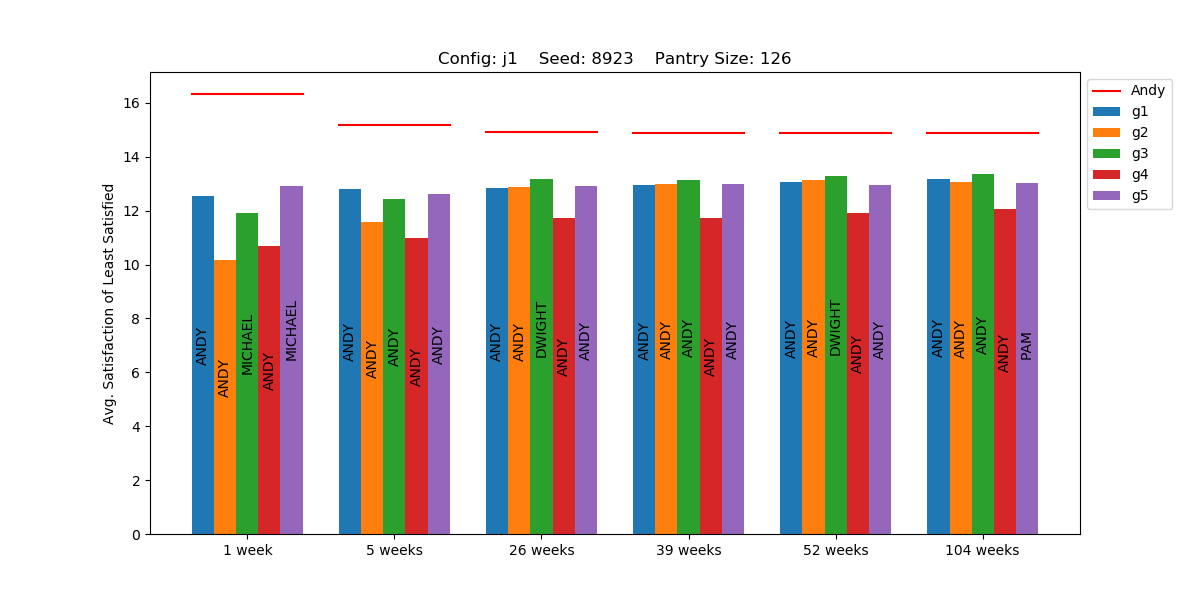 Config: j1    Seed: 8923    Pantry Size: 126
Avg. Satisfaction of Least Satisfied
16
14
12
10
8
6
4
2
0
ANDY ANDY MICHAEL ANDY MICHAEL
ANDY ANDY ANDY ANDY ANDY
ANDY ANDY DWIGHT ANDY ANDY
ANDY ANDY ANDY ANDY ANDY
ANDY ANDY DWIGHT ANDY ANDY
ANDY ANDY ANDY ANDY PAM
1 week 5 weeks 26 weeks 39 weeks 52 weeks 104 weeks
Andy
g1
g2
g3
g4
g5